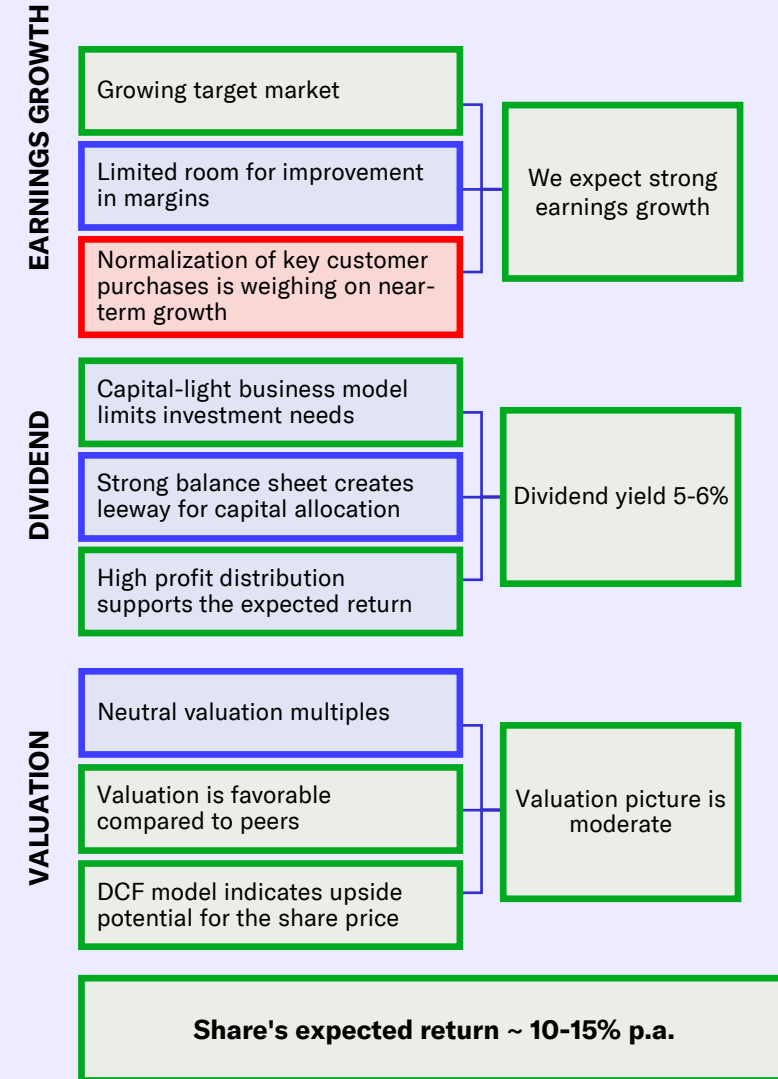 EARNINGS GROWTH
Growing target market
Limited room for improvement
in margins
Normalization of key customer
purchases is weighing on near-
term growth
We expect strong
earnings growth
DIVIDEND
Capital-light business model
limits investment needs
Strong balance sheet creates
leeway for capital allocation
High profit distribution
supports the expected return
Dividend yield 5-6%
VALUATION
Neutral valuation multiples
Valuation is favorable
compared to peers
DCF model indicates upside
potential for the share price
Valuation picture is
moderate
Share's expected return ~ 10-15% p.a.